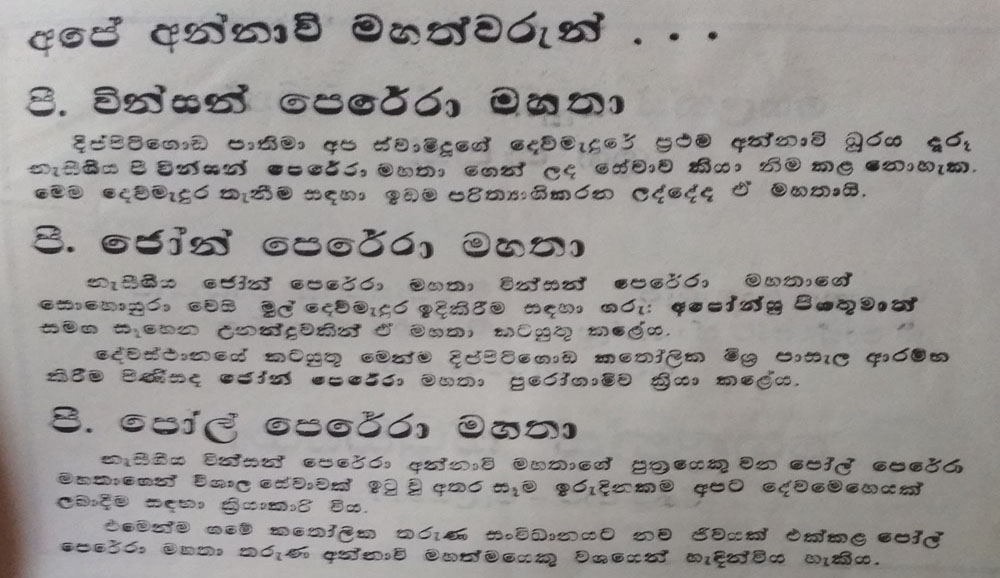 අපේ අන්නාවි මහත්වරුන් . . .
පී. වින්සන් පෙරේරා මහතා
දිප්පිටිගොඩ පාතිමා අප ස්වාමිදූගේ දෙව්මැදුරේ ප්‍රථම අන්නාවි ධුරය දැරූ
නැසීගිය පී වින්සන් පෙරේරා මහතා ගෙන් ලද සේවාව කියා නිම කළ නොහැක.
මෙම දෙව්මැදුර තැනීම සඳහා ඉඩම පරිත්‍යාගකරන ලද්දේද ඒ මහතායි.
පී. ජෝන් පෙරේරා මහතා
නැසීගිය ජෝන් පෙරේරා මහතා වින්සන් පෙරේරා මහතාගේ
සොහොයුරා වෙයි මුල් දෙව්මැදුර ඉදිකිරීම සඳහා ගරු: අපෝන්සු පියතුමාත්
සමග සෑහෙන උනන්දුවකින් ඒ මහතා කටයුතු කළේය.
දේවස්ථානයේ කටයුතු මෙන්ම දිප්පිටිගොඩ කතෝලික මිශ්‍ර පාසැල ආරම්භ
කිරීම පිණිසද ජෝන් පෙරේරා මහතා පුරෝගාමිව ක්‍රියා කළේය.
පී. පෝල් පෙරේරා මහතා
නැසීගිය වින්සන් පෙරේරා අන්නාවි මහතාගේ පුත්‍රයෙකු වන පෝල් පෙරේරා
මහතාගෙන් විශාල සේවාවක් ඉටු වූ අතර සෑම ඉරුදිනකම අපට දේවමෙහෙයක්
ලබාදීම සඳහා ක්‍රියාකාරී විය.
එමෙන්ම ගමේ කතෝලික තරුණ සංවිධානයට නව ජීවයක් එක්කළ පෝල්
පෙරේරා මහතා තරුණ අන්නාවි මහත්මයෙකු වශයෙන් හැඳින්විය හැකිය.